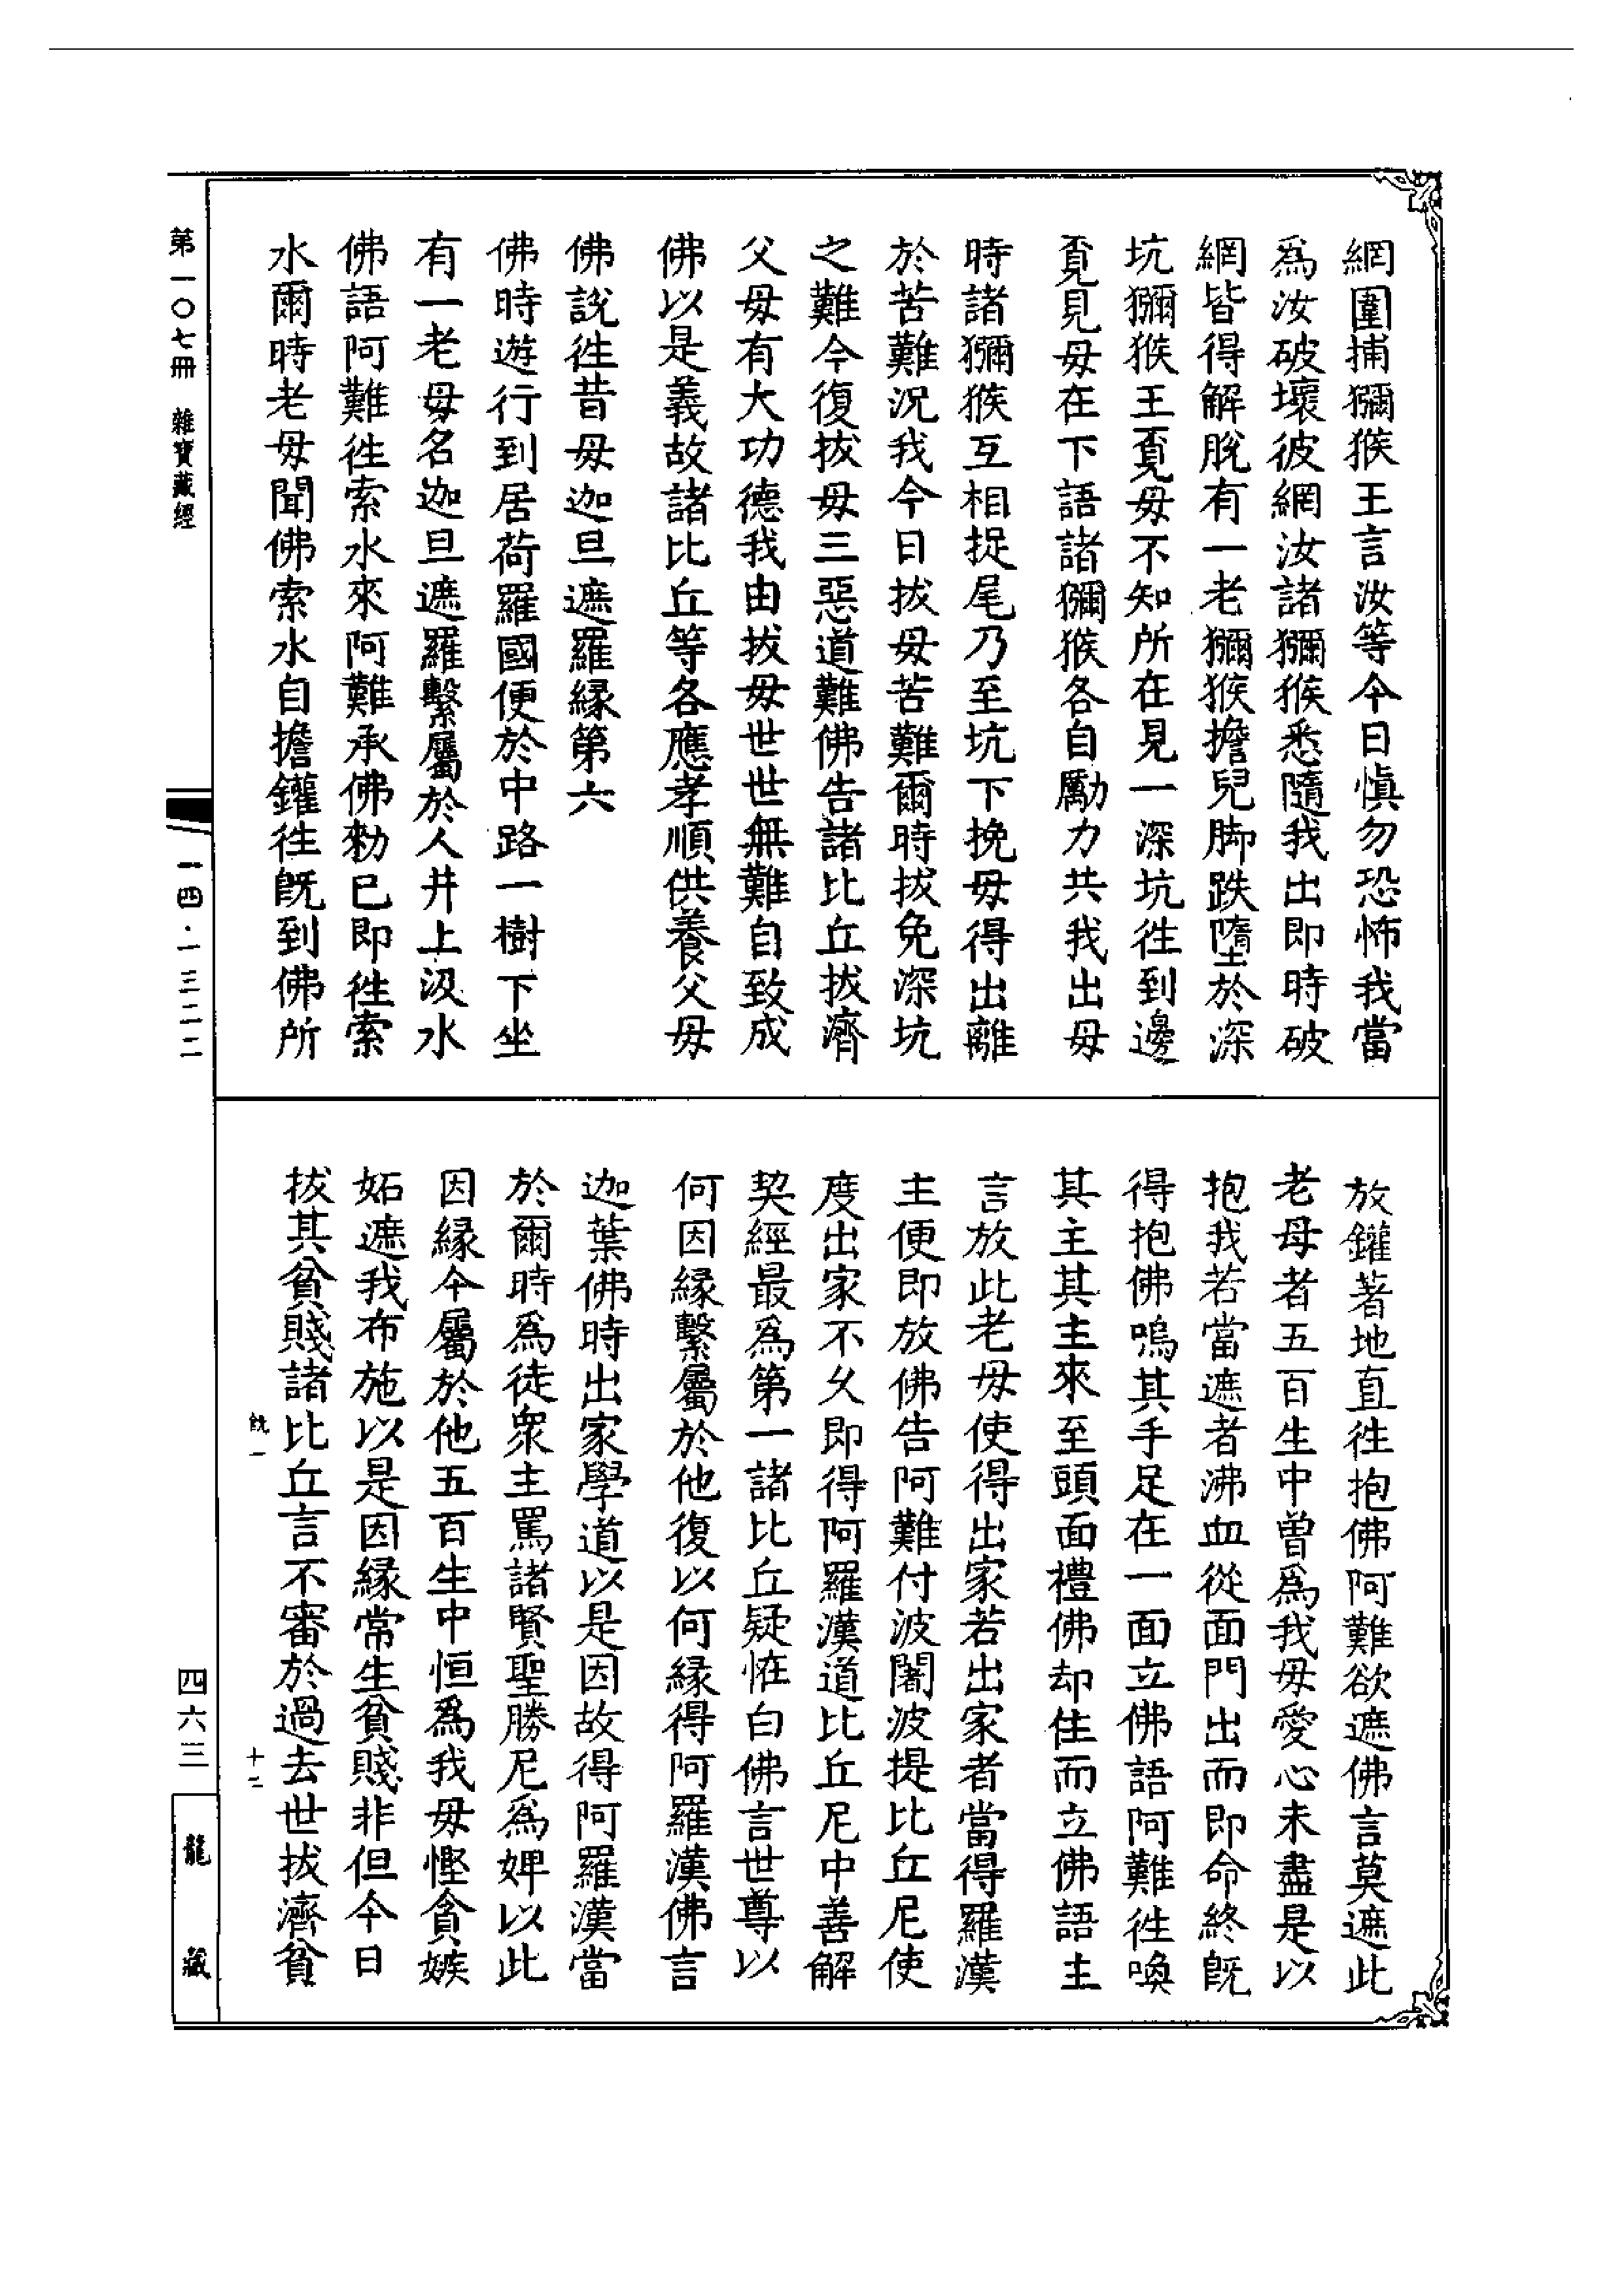 網圍捕獼猴王言汝等今日慎勿恐怖我當
為汝破壞彼網汝諸獼猴悉隨我出即時破
網皆得解脫有一老獼猴擔兒脚跌墮於深
坑獼猴王覔母不知所在見一深坑往到邊
覔見母在下語諸獼猴各自勵力共我出母
時諸獼猴互相捉尾乃至坑下挽母得出離
於苦難況我今日拔母苦難爾時拔免深坑
之難今復拔母三惡道難佛告諸比丘拔濟
父母有大功德我由拔母世世無難自致成
佛以是義故諸比丘等各應孝順供養父母
佛說往昔母迦旦遮羅緣第六
佛時遊行到居荷羅國便於中路一樹下坐
有一老母名迦旦遮羅繫屬於人井上汲水
佛語阿難往索水來阿難承佛勑已即往索
水爾時老母聞佛索水自擔鑵往旣到佛所
放鑵著地直往抱佛阿難欲遮佛言莫遮此
老母者五百生中曾為我母愛心未盡是以
抱我若當遮者沸血從面門出而即命終旣
得抱佛嗚其手足在一面立佛語阿難往喚
其主其主來至頭面禮佛却住而立佛語主
言放此老母使得出家若出家者當得羅漢
主便即放佛告阿難付波闍波提比丘尼使
度出家不久即得阿羅漢道比丘尼中善解
契經最為第一諸比丘疑恠白佛言世尊以
何因緣繫屬於他復以何緣得阿羅漢佛言
迦葉佛時出家學道以是因故得阿羅漢當
於爾時為徒衆主罵諸賢聖勝尼為婢以此
因緣今屬於他五百生中恒為我母慳貪嫉
妬遮我布施以是因緣常生貧賤非但今日
拔其貧賤諸比丘言不審於過去世拔濟貧
旣一
十二
第一〇七冊 雜寶藏經
一四·一三二二
四六三
龍藏